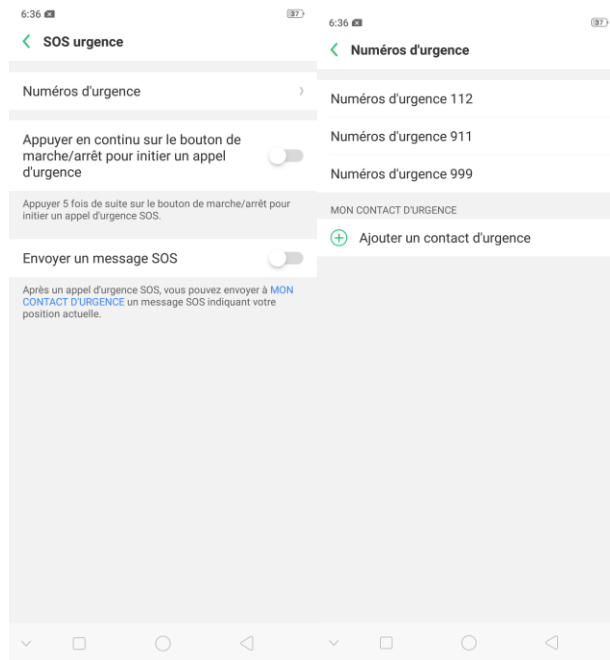 6:36
37
SOS urgence
Numéros d'urgence
Appuyer en continu sur le bouton de
marche/arrêt pour initier un appel
d'urgence
Appuyer 5 fois de suite sur le bouton de marche/arrêt pour
initier un appel d'urgence SOS.
Envoyer un message SOS
Après un appel d'urgence SOS, vous pouvez envoyer à MON
CONTACT D'URGENCE un message SOS indiquant votre
position actuelle.
6:36
37
Numéros d'urgence
Numéros d'urgence 112
Numéros d'urgence 911
Numéros d'urgence 999
MON CONTACT D'URGENCE
Ajouter un contact d'urgence